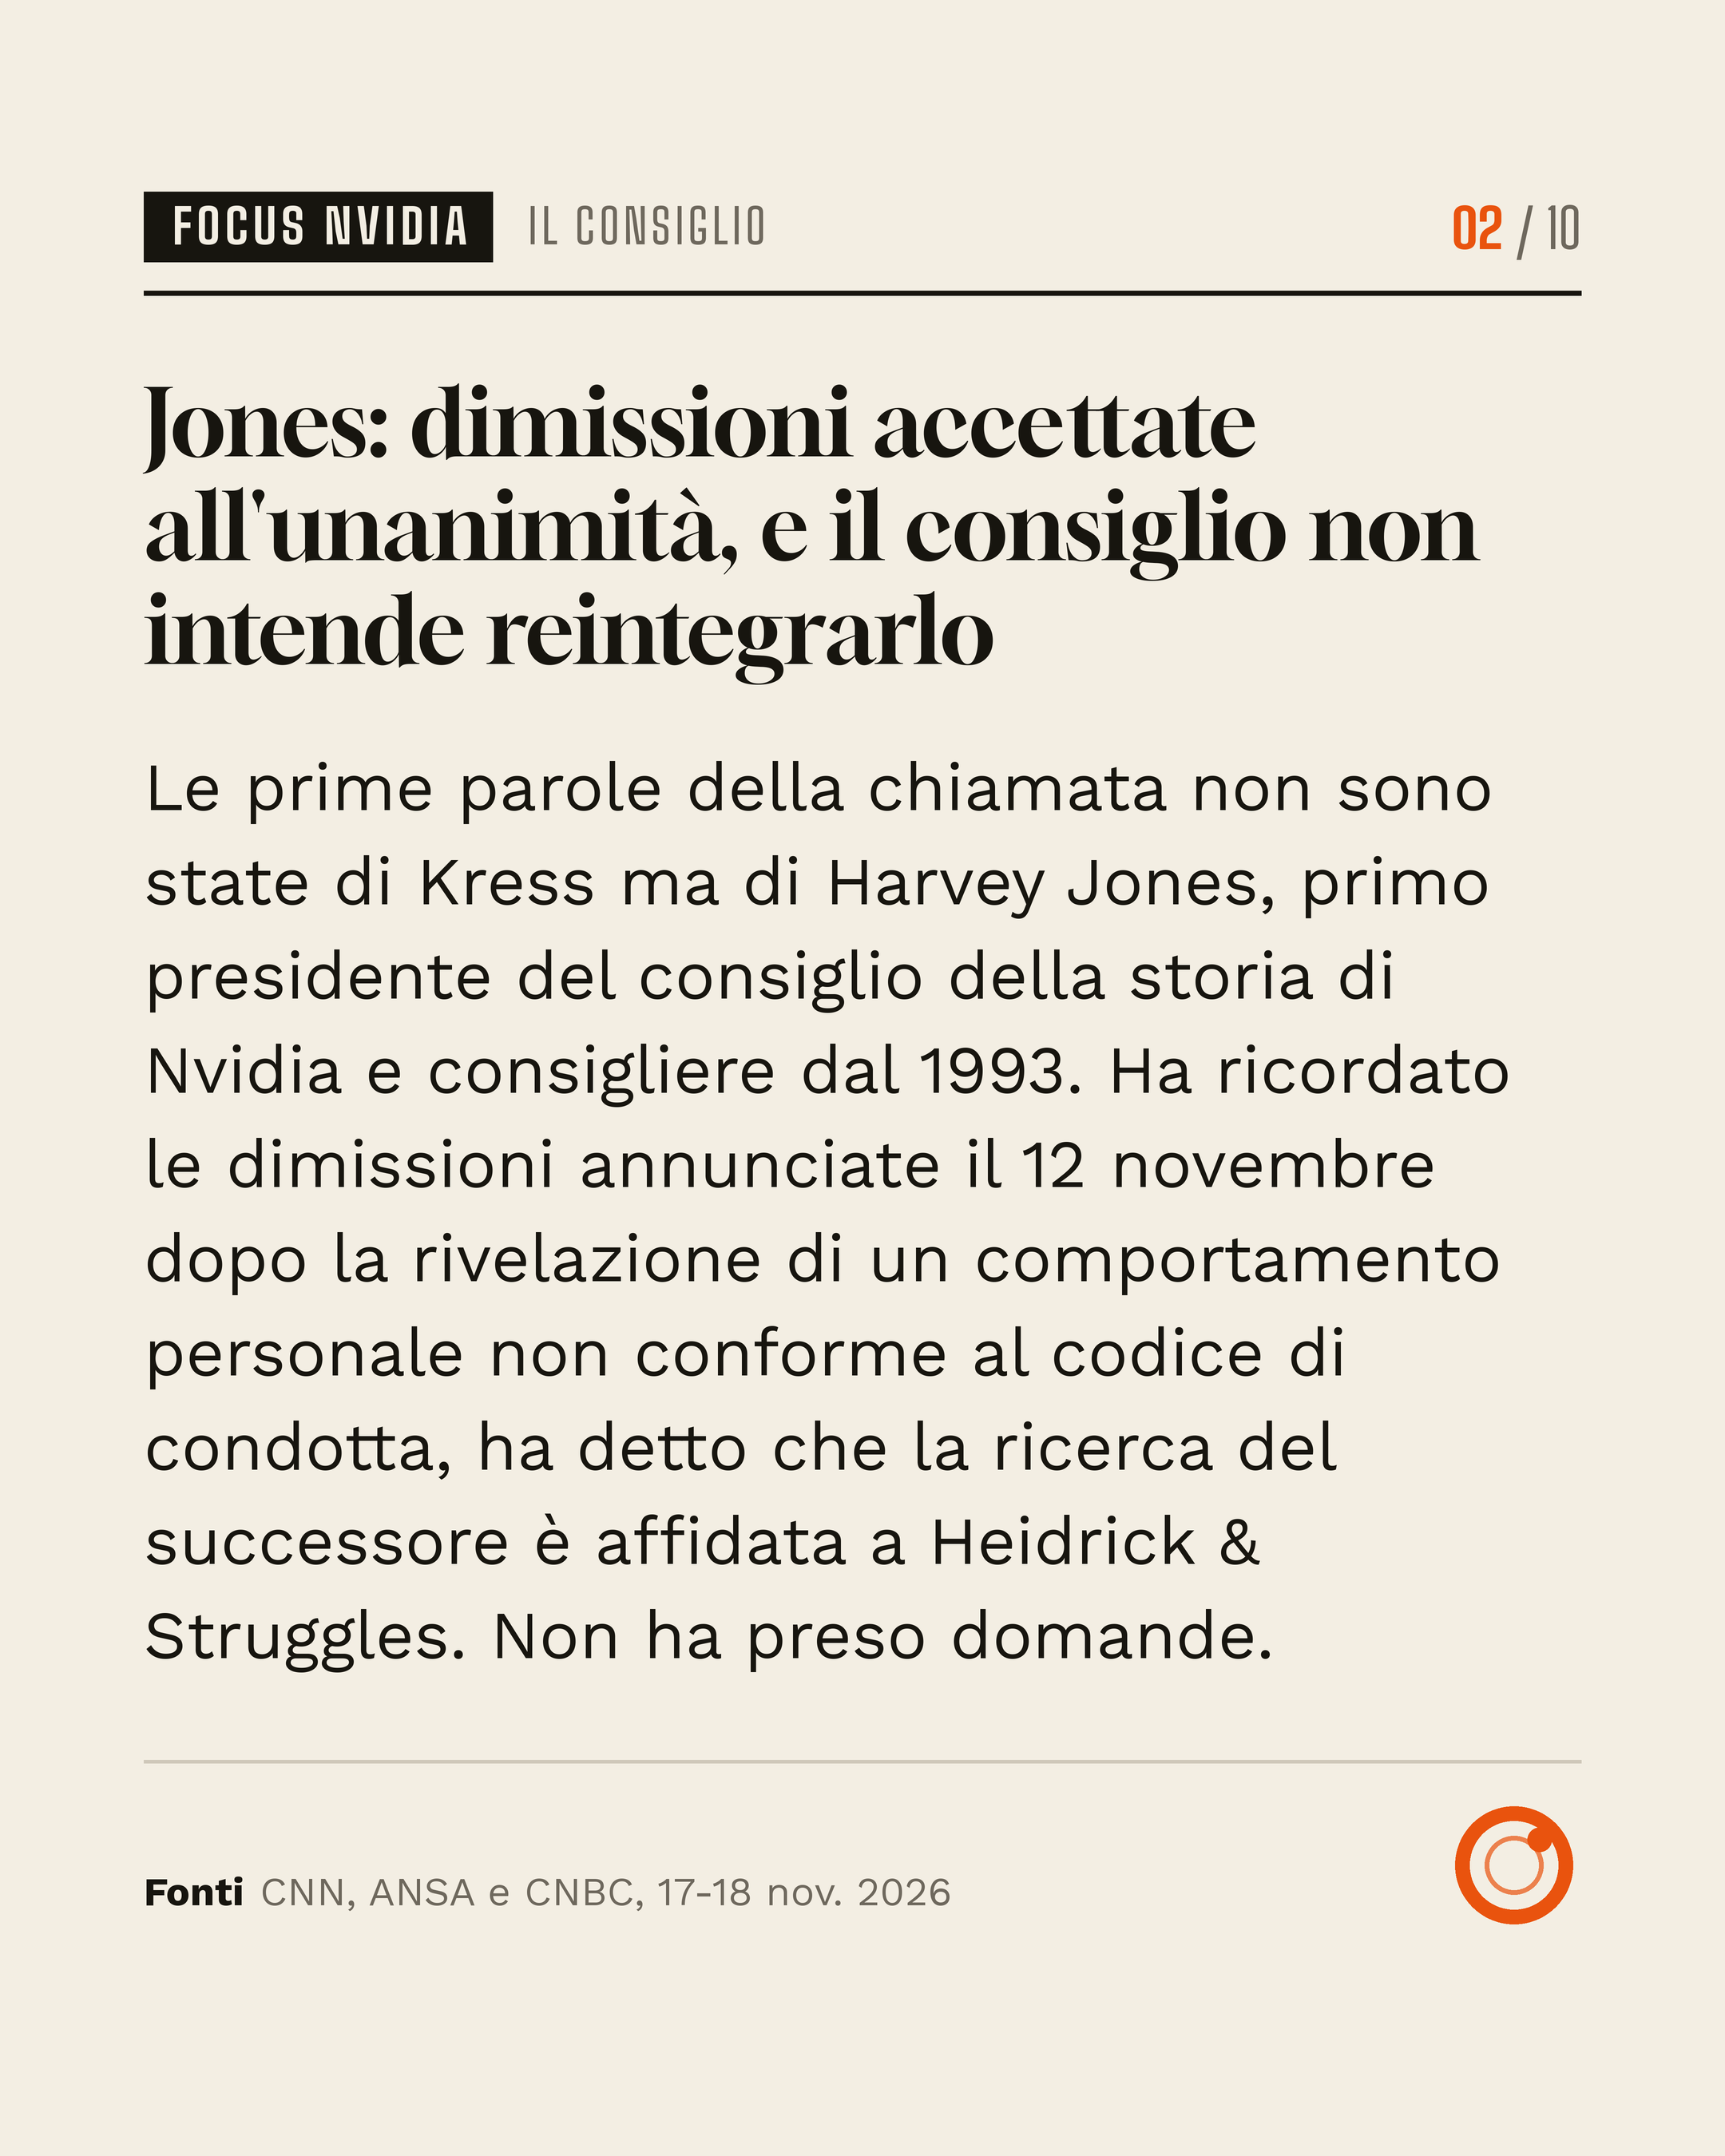 FOCUS NVIDIA IL CONSIGLIO 02 / 10
Jones: dimissioni accettate
all'unanimità, e il consiglio non
intende reintegrarlo
Le prime parole della chiamata non sono
state di Kress ma di Harvey Jones, primo
presidente del consiglio della storia di
Nvidia e consigliere dal 1993. Ha ricordato
le dimissioni annunciate il 12 novembre
dopo la rivelazione di un comportamento
personale non conforme al codice di
condotta, ha detto che la ricerca del
successore è affidata a Heidrick &
Struggles. Non ha preso domande.
Fonti CNN, ANSA e CNBC, 17-18 nov. 2026